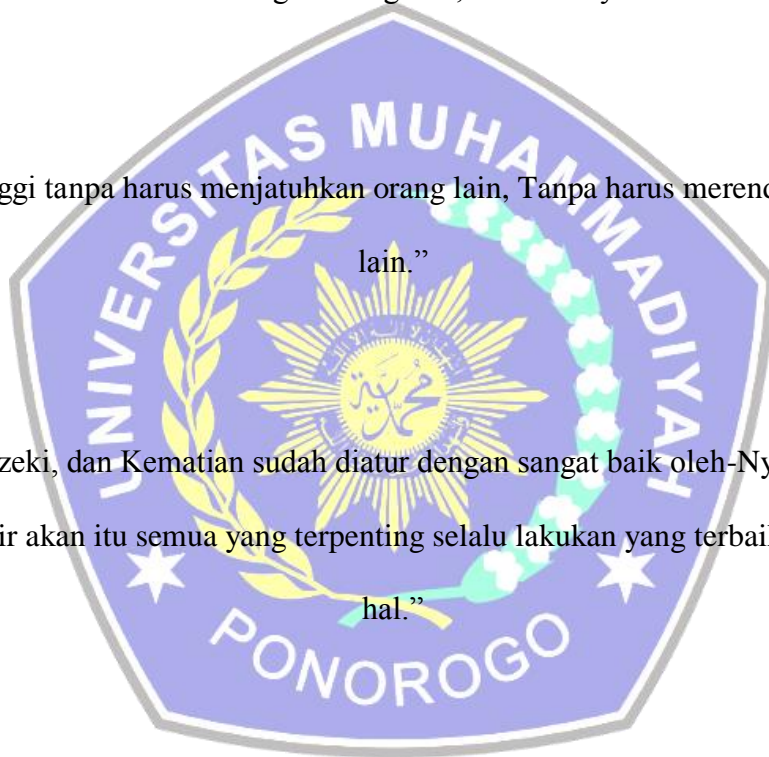 UNIVERSITAS MUHAMMADIYAH
ggi tanpa harus menjatuhkan orang lain, Tanpa harus merend
lain.”
محمدية
zeki, dan Kematian sudah diatur dengan sangat baik oleh-Ny
ir akan itu semua yang terpenting selalu lakukan yang terbai
hal.”
PONOROGO